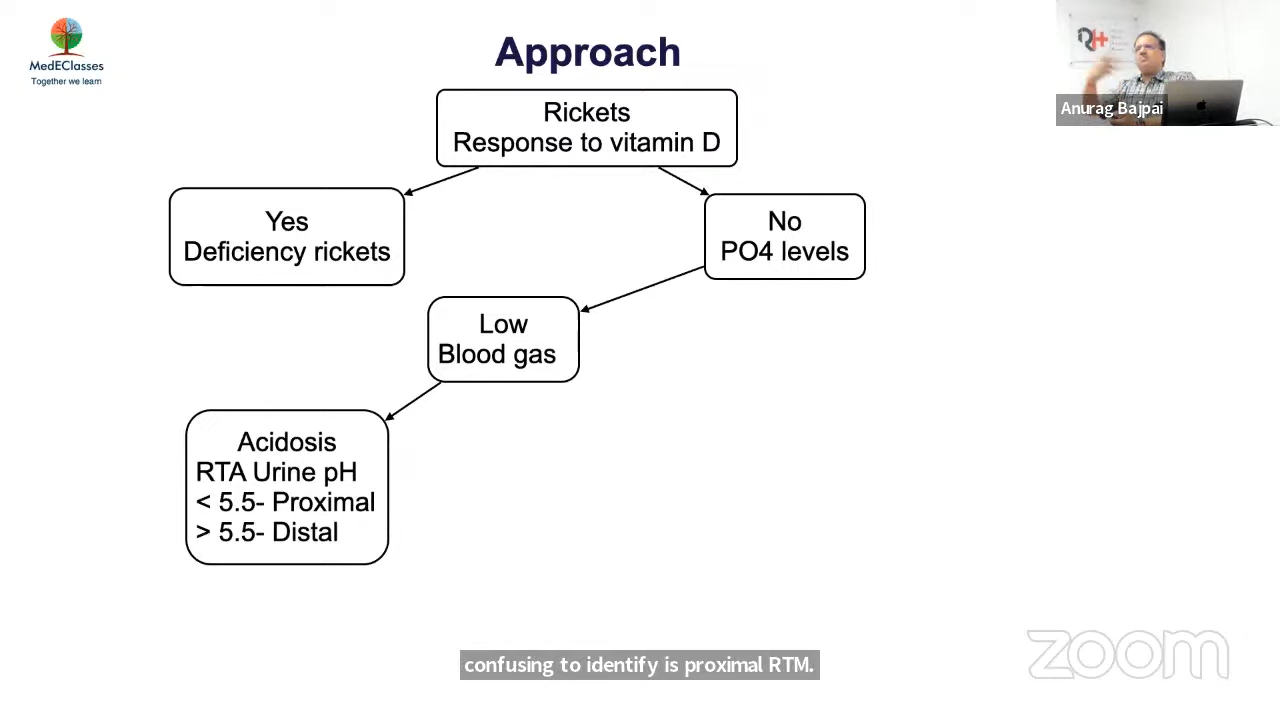 MedEClasses
Together we learn
Approach
Rickets
Response to vitamin D
Yes
Deficiency rickets
No
PO4 levels
Low
Blood gas
Acidosis
RTA Urine pH
< 5.5- Proximal
> 5.5- Distal
Anurag Bajpai
confusing to identify is proximal RTM.
zoom